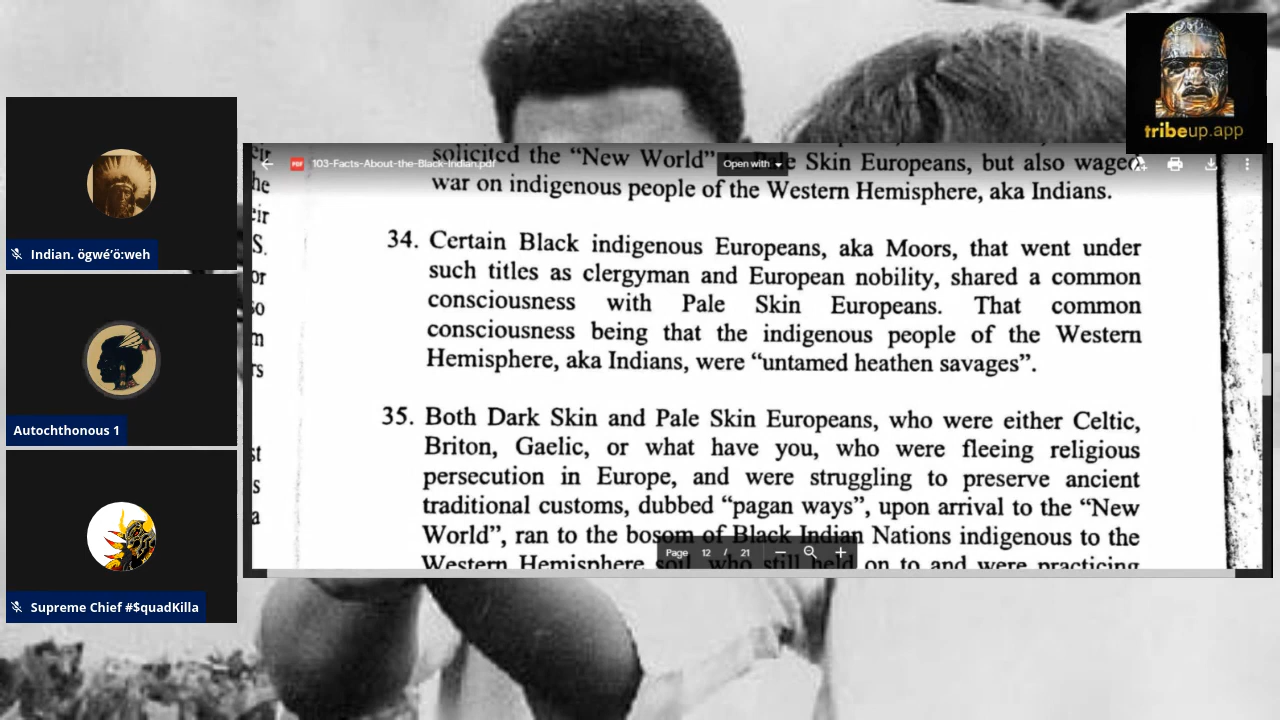 tribeup.app
Indian. ögwé'ö:weh
Autochthonous 1
Supreme Chief #$quadKilla
103-Facts-About-the-Black-Indian.pdf
Open with
solicited the “New World” to Pale Skin Europeans, but also waged
war on indigenous people of the Western Hemisphere, aka Indians.
34. Certain Black indigenous Europeans, aka Moors, that went under
such titles as clergyman and European nobility, shared a common
consciousness with Pale Skin Europeans. That common
consciousness being that the indigenous people of the Western
Hemisphere, aka Indians, were “untamed heathen savages”.
35. Both Dark Skin and Pale Skin Europeans, who were either Celtic,
Briton, Gaelic, or what have you, who were fleeing religious
persecution in Europe, and were struggling to preserve ancient
traditional customs, dubbed “pagan ways”, upon arrival to the “New
World”, ran to the bosom of Black Indian Nations indigenous to the
Western Hemisphere soil, who still held on to and were practicing
Page 12 / 21